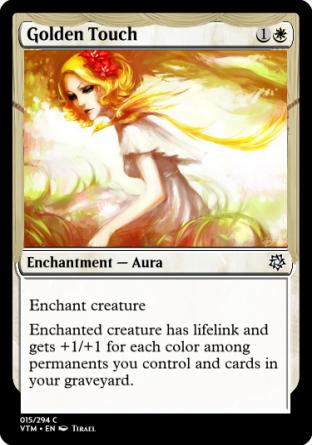 Golden Touch 1
Enchantment — Aura
Enchant creature
Enchanted creature has lifelink and
gets +1/+1 for each color among
permanents you control and cards in
your graveyard.
015/294 C
VTM • EN TIRAEL